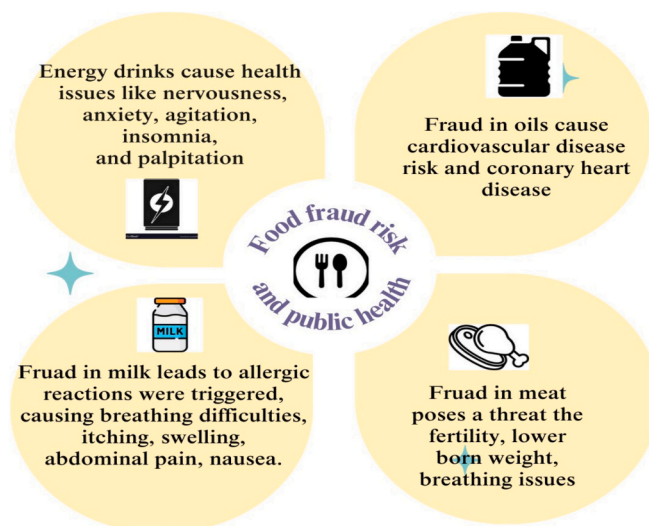 Energy drinks cause health
issues like nervousness,
anxiety, agitation,
insomnia,
and palpitation
Fraud in oils cause
cardiovascular disease
risk and coronary heart
disease
Food fraud risk
and public health
MILK
Fruad in milk leads to allergic
reactions were triggered,
causing breathing difficulties,
itching, swelling,
abdominal pain, nausea.
Fruad in meat
poses a threat the
fertility, lower
born weight,
breathing issues